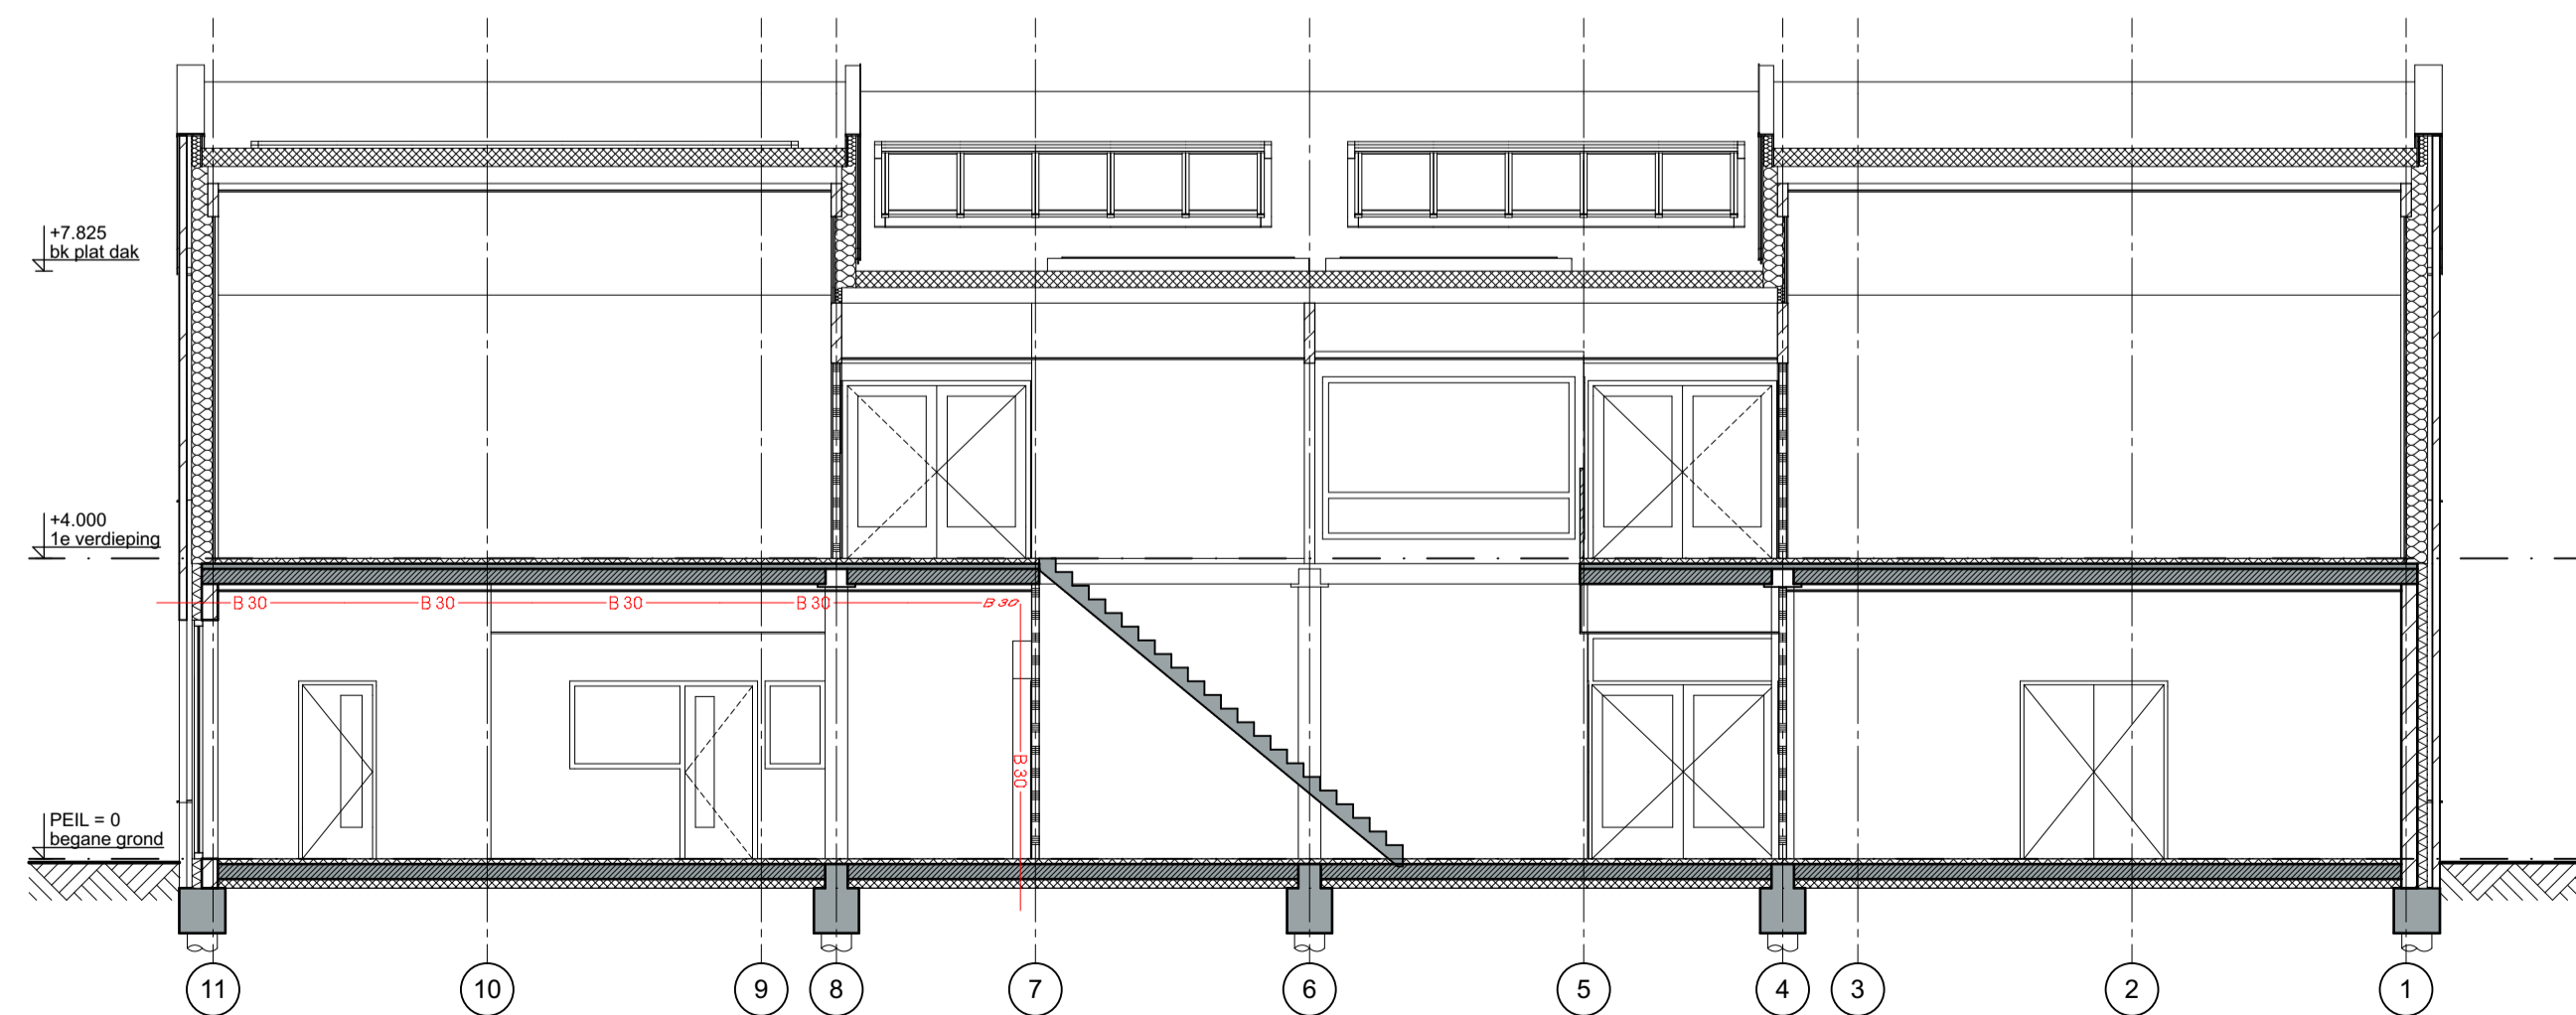 +7.825
bk plat dak
+4.000
1e verdieping
B 30 B 30 B 30 B 30 B 30
B 30
PEIL = 0
begane grond
11 10 9 8 7 6 5 4 3 2 1